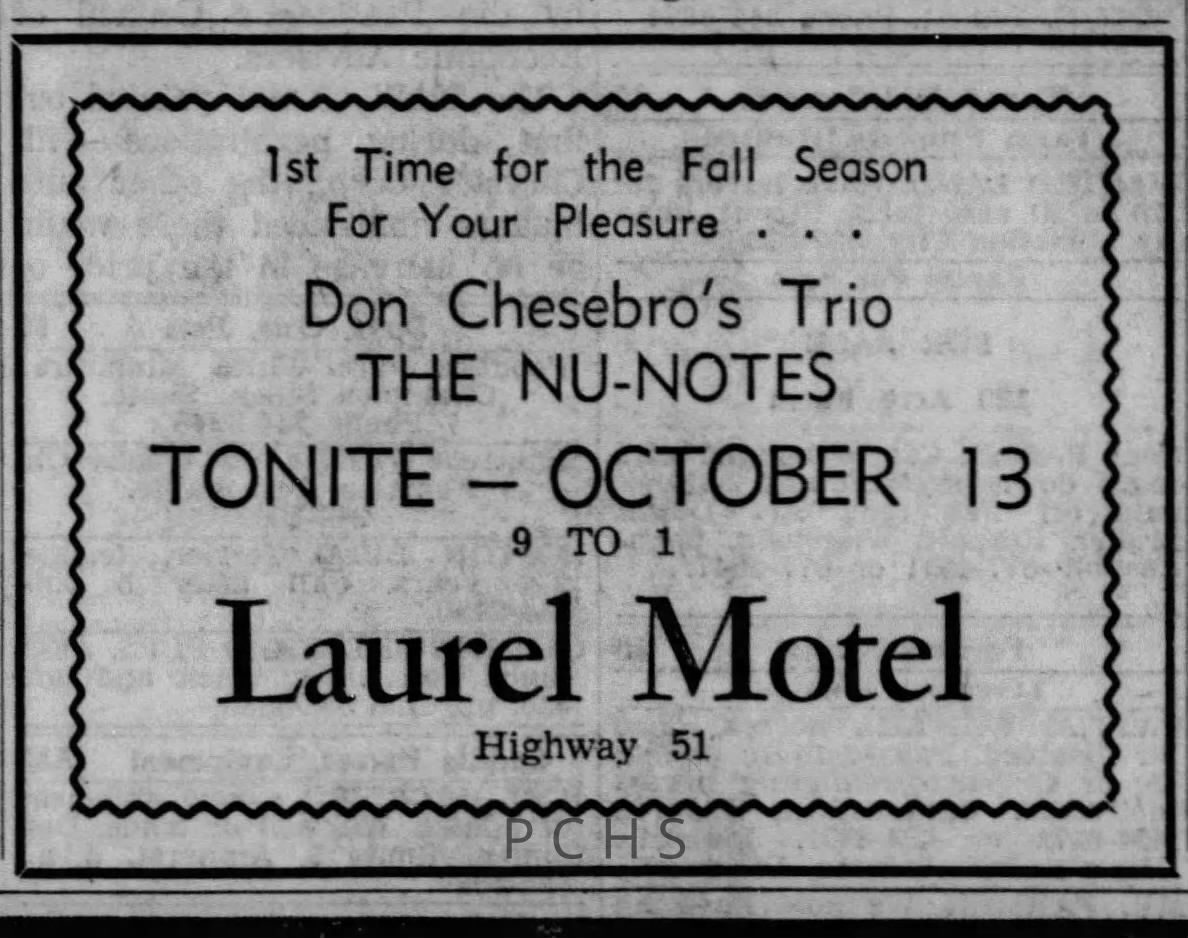 1st Time for the Fall Season
For Your Pleasure . . .
Don Chesebro's Trio
THE NU-NOTES
TONITE — OCTOBER 13
9 TO 1
Laurel Motel
Highway 51
PCHS